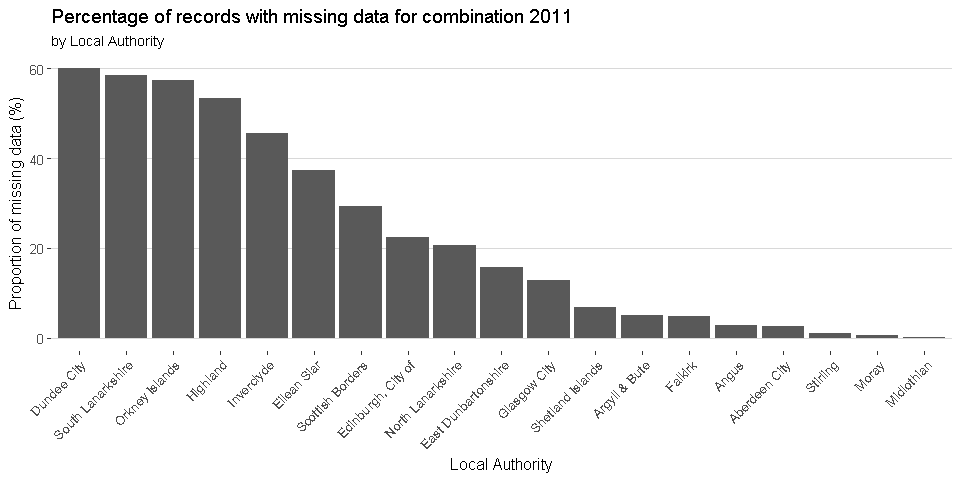 Percentage of records with missing data for combination 2011
by Local Authority
Proportion of missing data (%)
60
40
20
0
Dundee City
South Lanarkshire
Orkney Islands
Highland
Inverclyde
Eilean Siar
Scottish Borders
Edinburgh, City of
North Lanarkshire
East Dunbartonshire
Glasgow City
Shetland Islands
Argyll & Bute
Falkirk
Angus
Aberdeen City
Stirling
Moray
Midlothian
Local Authority